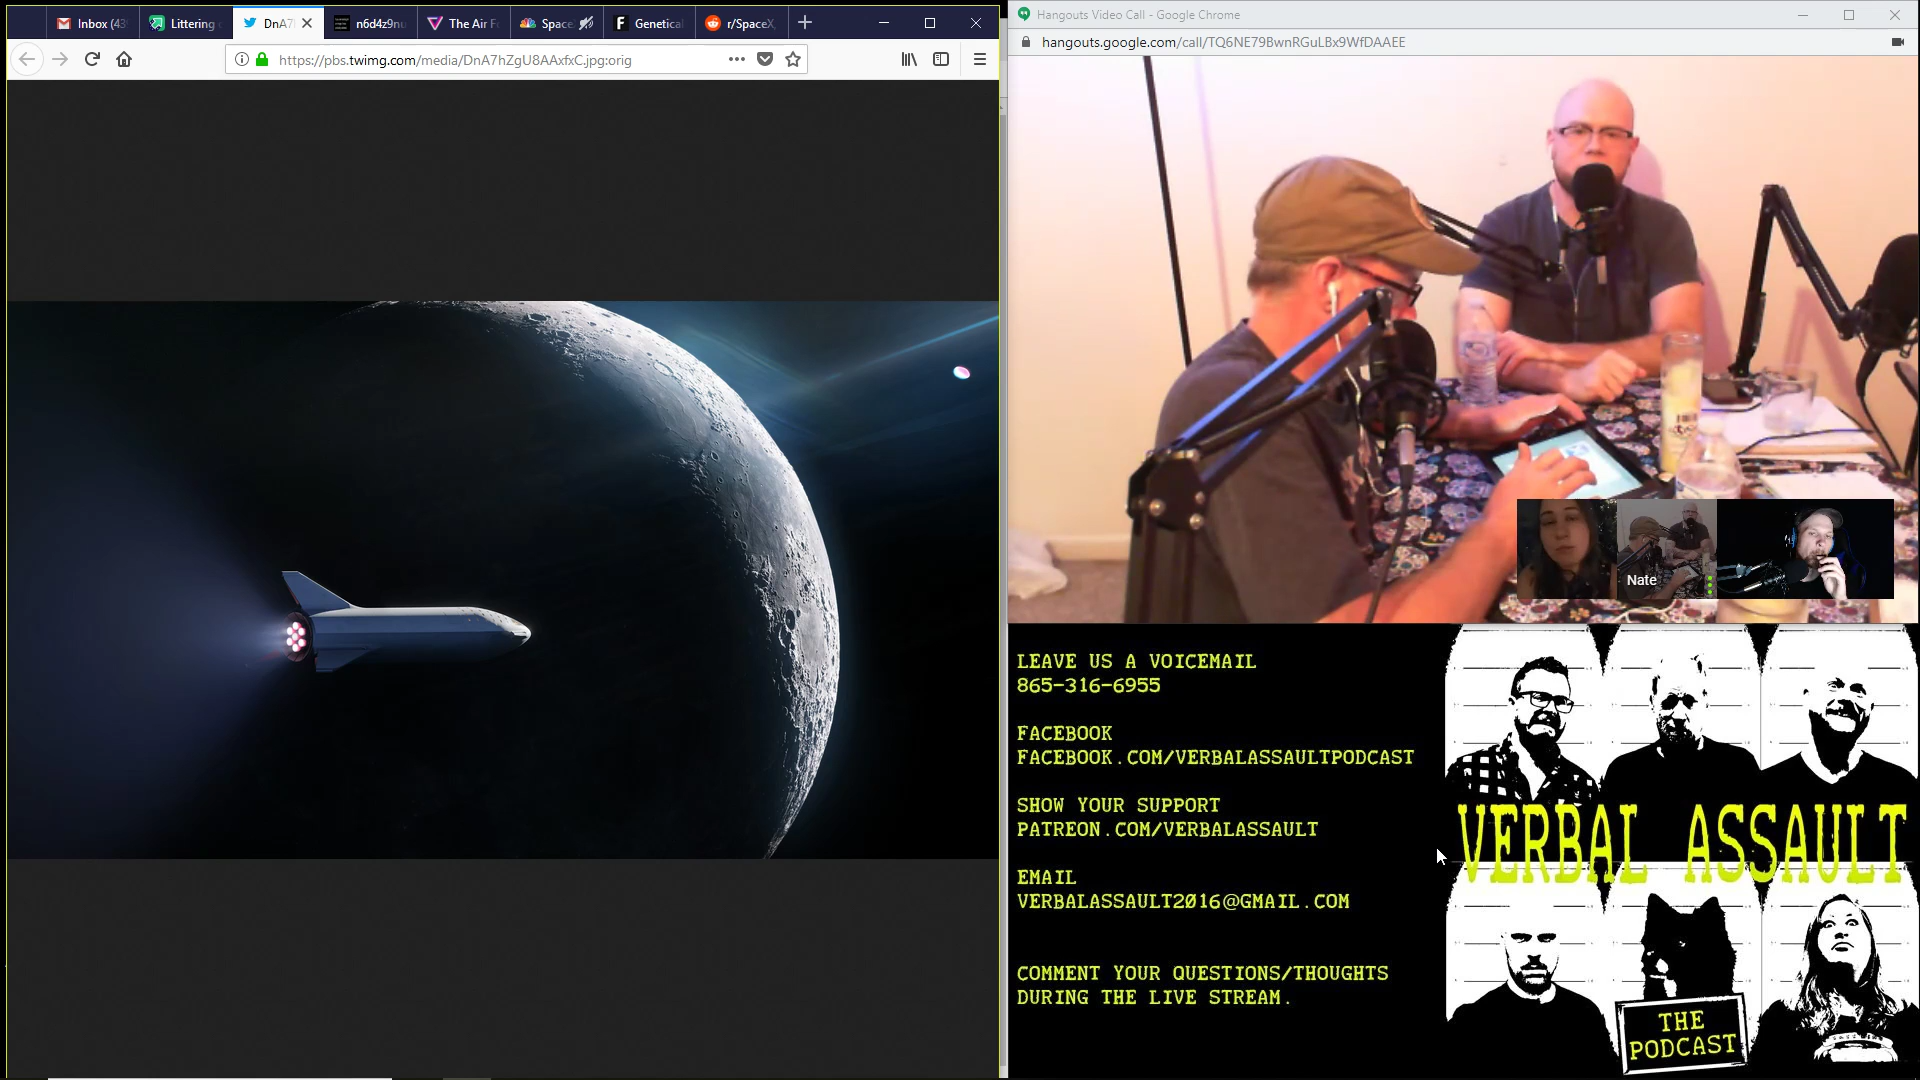 Inbox (43
Littering
DnA7
n6d4z9nu
The Air F
Space
Genetical
r/SpaceX
https://pbs.twimg.com/media/DnA7hZgU8AAxfxC.jpg:orig
Hangouts Video Call - Google Chrome
hangouts.google.com/call/TQ6NE79BwnRGuLBx9WfDAAEE
Nate
LEAVE US A VOICEMAIL
865-316-6955
FACEBOOK
FACEBOOK.COM/VERBALASSAULTPODCAST
SHOW YOUR SUPPORT
PATREON.COM/VERBALASSAULT
EMAIL
VERBALASSAULT2016@GMAIL.COM
COMMENT YOUR QUESTIONS/THOUGHTS
DURING THE LIVE STREAM.
VERBAL ASSAULT
THE
PODCAST